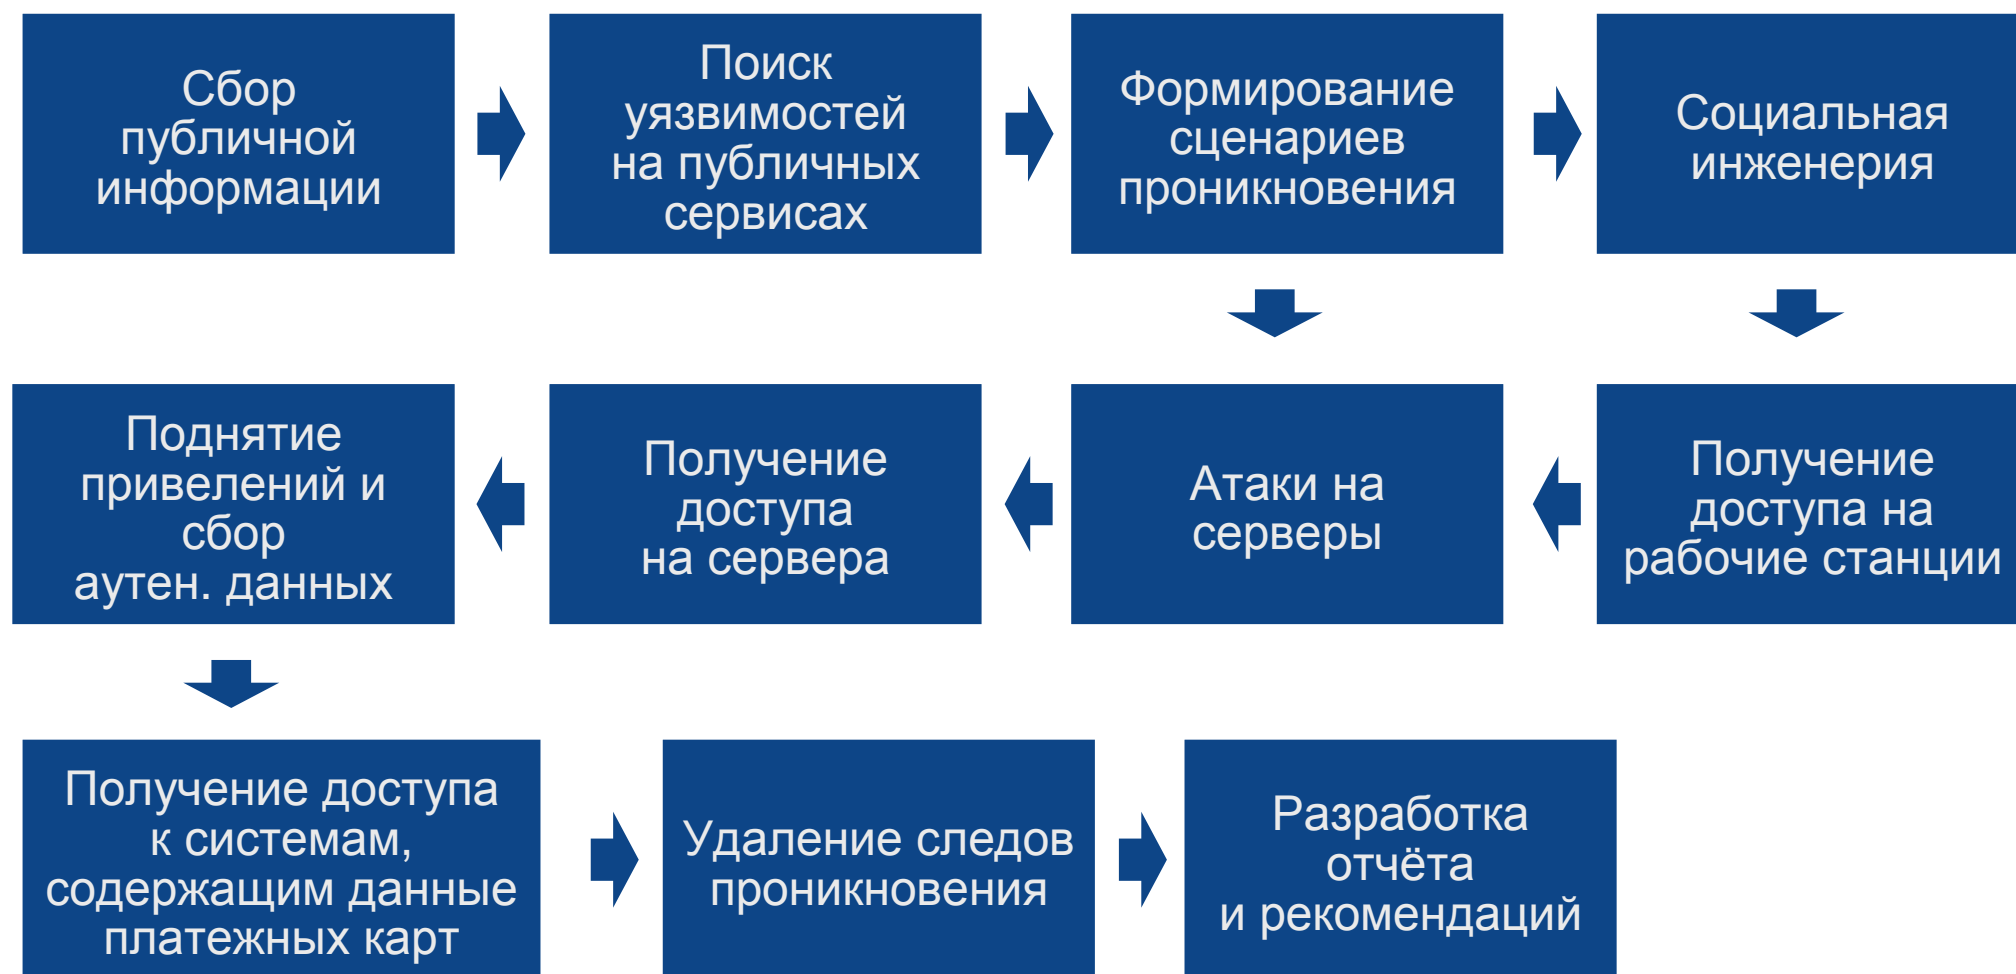 Сбор
публичной
информации
Поиск
уязвимостей
на публичных
сервисах
Формирование
сценариев
проникновения
Социальная
инженерия
Поднятие
привелений и
сбор
аутен. данных
Получение
доступа
на сервера
Атаки на
серверы
Получение
доступа на
рабочие станции
Получение доступа
к системам,
содержащим данные
платежных карт
Удаление следов
проникновения
Разработка
отчёта
и рекомендаций